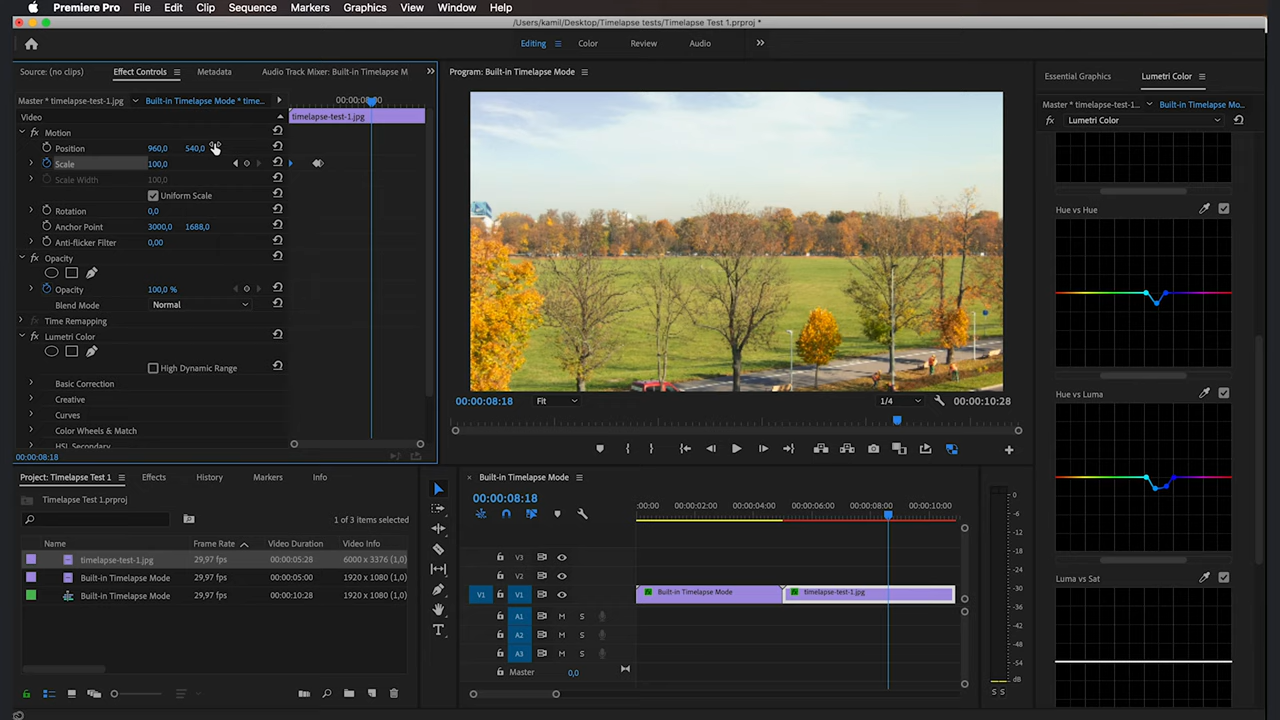 Premiere Pro File Edit Clip Sequence Markers Graphics View Window Help
/Users/kamil/Desktop/Timelapse tests/Timelapse Test 1.prproj *
Editing Color Review Audio
Source: (no clips) Effect Controls Metadata Audio Track Mixer: Built-in Timelapse M
Master * timelapse-test-1.jpg Built-in Timelapse Mode * time...
Video timelapse-test-1.jpg
Motion
Position 960,0 540,0
Scale 100,0
Scale Width 100,0
Uniform Scale
Rotation 0,0
Anchor Point 3000,0 1688,0
Anti-flicker Filter 0,00
Opacity
Opacity 100,0 %
Blend Mode Normal
Time Remapping
Lumetri Color
High Dynamic Range
Basic Correction
Creative
Curves
Color Wheels & Match
HSL Secondary
00:00:08:18
Program: Built-in Timelapse Mode
00:00:08:18 Fit 1/4 00:00:10:28
Essential Graphics Lumetri Color
Master * timelapse-test-1... Built-in Timelapse Mo...
fx Lumetri Color
Hue vs Hue
Hue vs Luma
Luma vs Sat
Project: Timelapse Test 1 Effects History Markers Info
Timelapse Test 1.prproj
1 of 3 items selected
Name Frame Rate Video Duration Video Info
timelapse-test-1.jpg 29,97 fps 00:00:05:28 6000 x 3376 (1,0)
Built-in Timelapse Mode 29,97 fps 00:00:05:00 1920 x 1080 (1,0)
Built-in Timelapse Mode 29,97 fps 00:00:10:28 1920 x 1080 (1,0)
Built-in Timelapse Mode
00:00:08:18
:00:00 00:00:02:00 00:00:04:00 00:00:06:00 00:00:08:00 00:00:10:00
V3
V2
V1 V1 Built-in Timelapse Mode timelapse-test-1.jpg
A1 M S
A2 M S
A3 M S
Master 0,0
0
-6
-12
-18
-24
-30
-36
-42
-48
-54
dB
S S